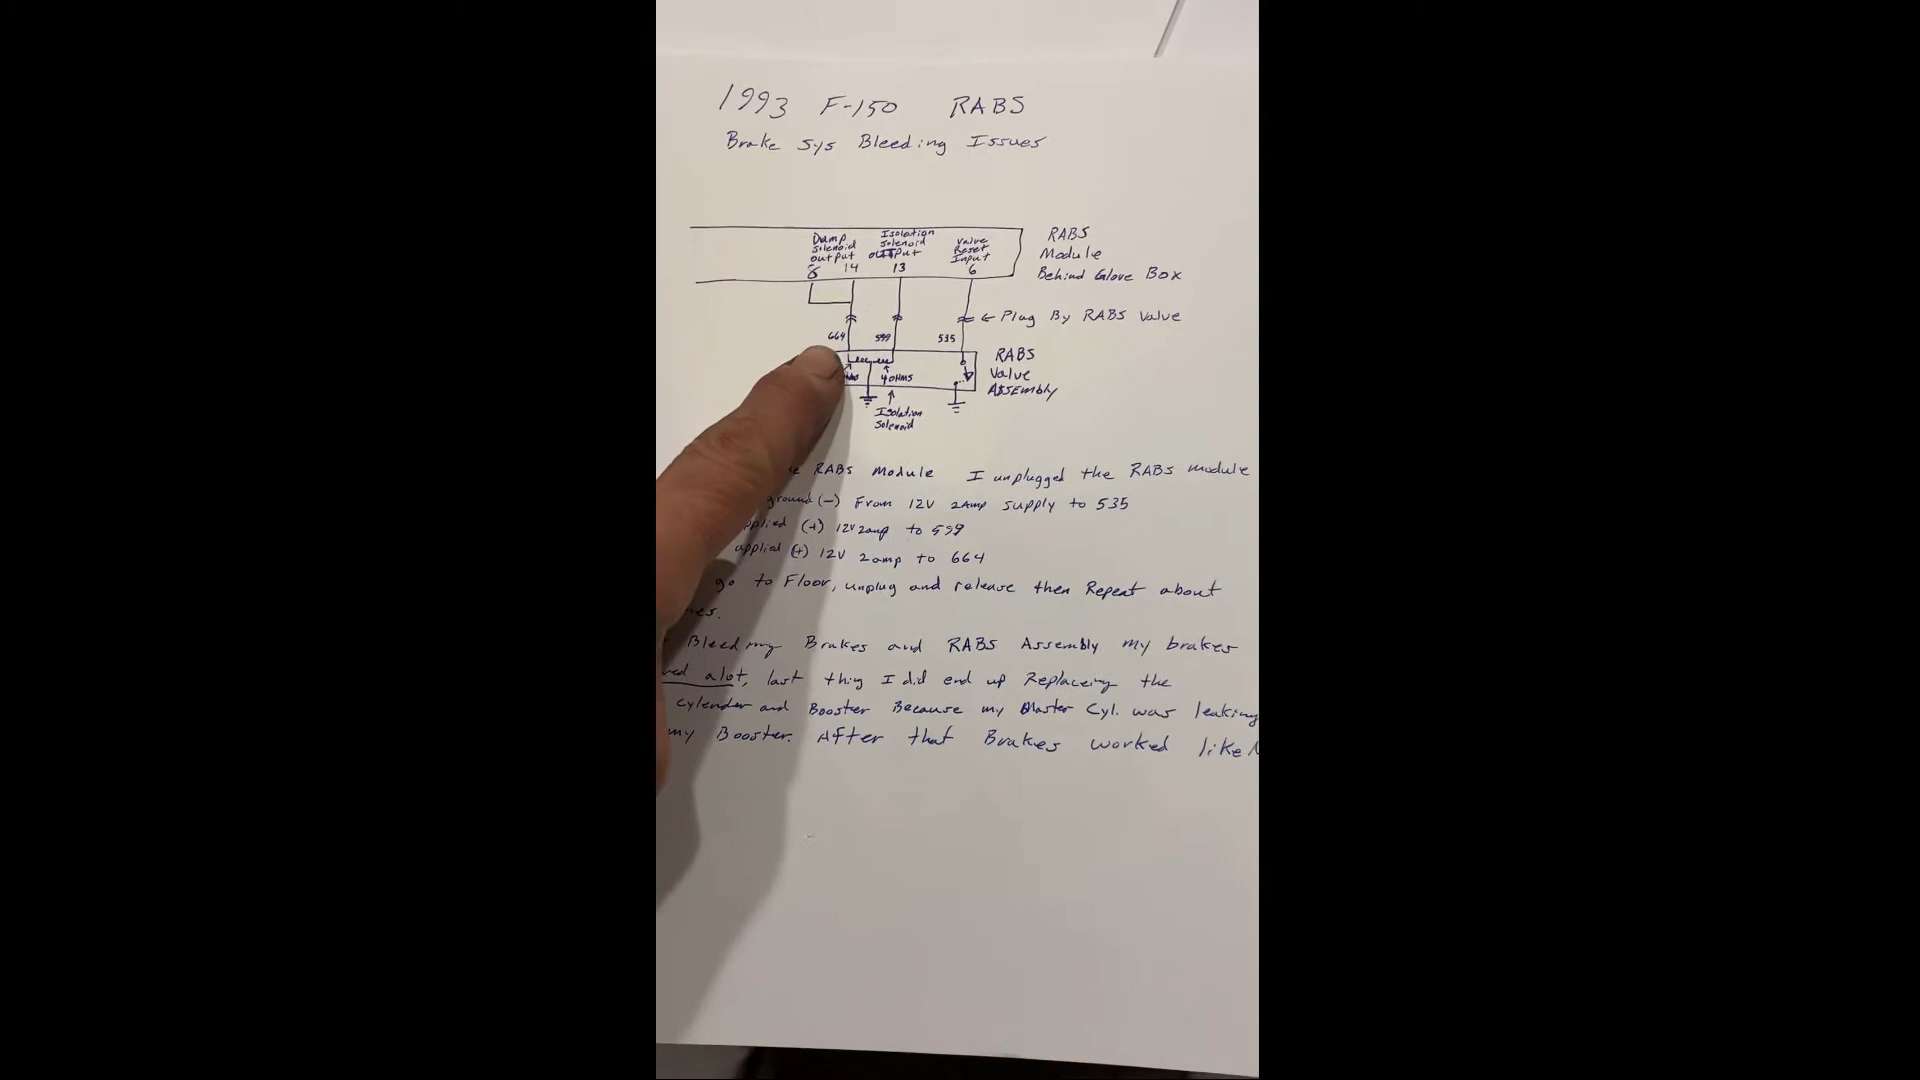 1993 F-150 RABS
Brake Sys Bleeding Issues
Damp Solenoid output
Isolation Solenoid output
Valve Reset Input
RABS Module Behind Glove Box
14 13 6
← Plug By RABS Valve
664 599 535
RABS Valve ASSEMBLY
4 OHMS
Isolation Solenoid
RABS Module I unplugged the RABS module
ground (-) From 12V 2Amp supply to 535
applied (+) 12V 2amp to 599
applied (+) 12V 2amp to 664
go to Floor, unplug and release then Repeat about
Bleed my Brakes and RABS Assembly my brakes
alot, last thing I did end up Replaceing the
cylender and Booster Because my Master Cyl. was leaking
my Booster. After that Brakes worked like